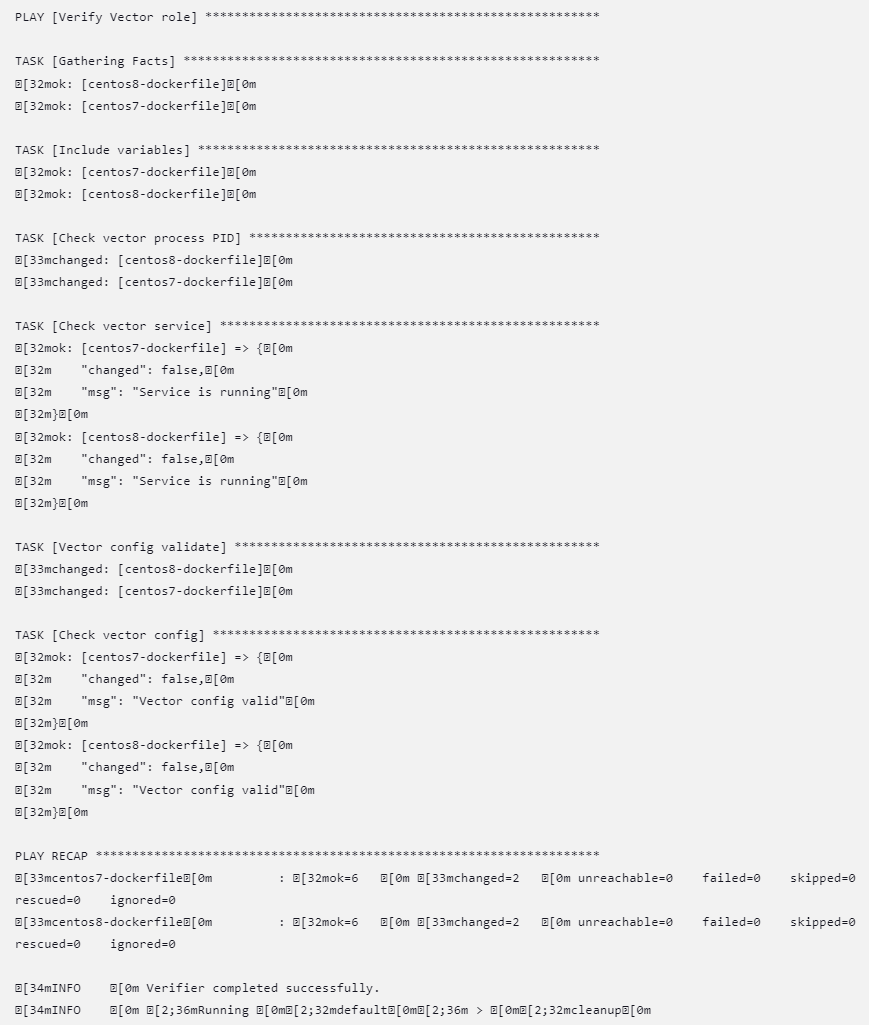 PLAY [Verify Vector role] ******************************************************
TASK [Gathering Facts] *********************************************************
�[32mok: [centos8-dockerfile]�[0m
�[32mok: [centos7-dockerfile]�[0m
TASK [Include variables] *******************************************************
�[32mok: [centos7-dockerfile]�[0m
�[32mok: [centos8-dockerfile]�[0m
TASK [Check vector process PID] ************************************************
�[33mchanged: [centos8-dockerfile]�[0m
�[33mchanged: [centos7-dockerfile]�[0m
TASK [Check vector service] ****************************************************
�[32mok: [centos7-dockerfile] => {�[0m
�[32m    "changed": false,�[0m
�[32m    "msg": "Service is running"�[0m
�[32m}�[0m
�[32mok: [centos8-dockerfile] => {�[0m
�[32m    "changed": false,�[0m
�[32m    "msg": "Service is running"�[0m
�[32m}�[0m
TASK [Vector config validate] **************************************************
�[33mchanged: [centos8-dockerfile]�[0m
�[33mchanged: [centos7-dockerfile]�[0m
TASK [Check vector config] *****************************************************
�[32mok: [centos7-dockerfile] => {�[0m
�[32m    "changed": false,�[0m
�[32m    "msg": "Vector config valid"�[0m
�[32m}�[0m
�[32mok: [centos8-dockerfile] => {�[0m
�[32m    "changed": false,�[0m
�[32m    "msg": "Vector config valid"�[0m
�[32m}�[0m
PLAY RECAP *********************************************************************
�[33mcentos7-dockerfile�[0m         : �[32mok=6   �[0m �[33mchanged=2   �[0m unreachable=0    failed=0    skipped=0
rescued=0    ignored=0
�[33mcentos8-dockerfile�[0m         : �[32mok=6   �[0m �[33mchanged=2   �[0m unreachable=0    failed=0    skipped=0
rescued=0    ignored=0
�[34mINFO    �[0m Verifier completed successfully.
�[34mINFO    �[0m �[2;36mRunning �[0m�[2;32mdefault�[0m�[2;36m > �[0m�[2;32mcleanup�[0m